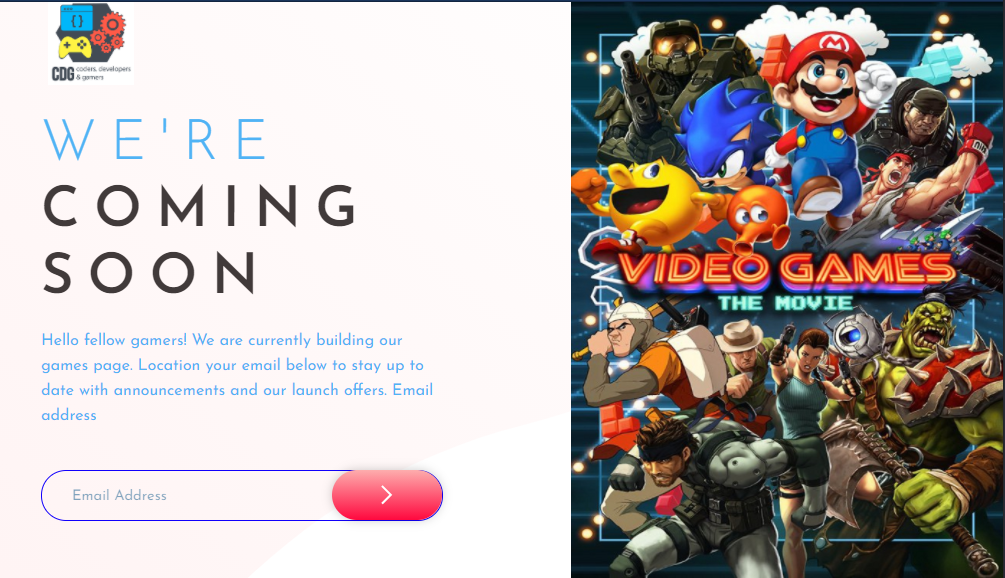 {}
CDG coders, developers
& gamers
WE'RE
COMING
SOON
Hello fellow gamers! We are currently building our
games page. Location your email below to stay up to
date with announcements and our launch offers. Email
address
Email Address
M
VIDEO GAMES
THE MOVIE